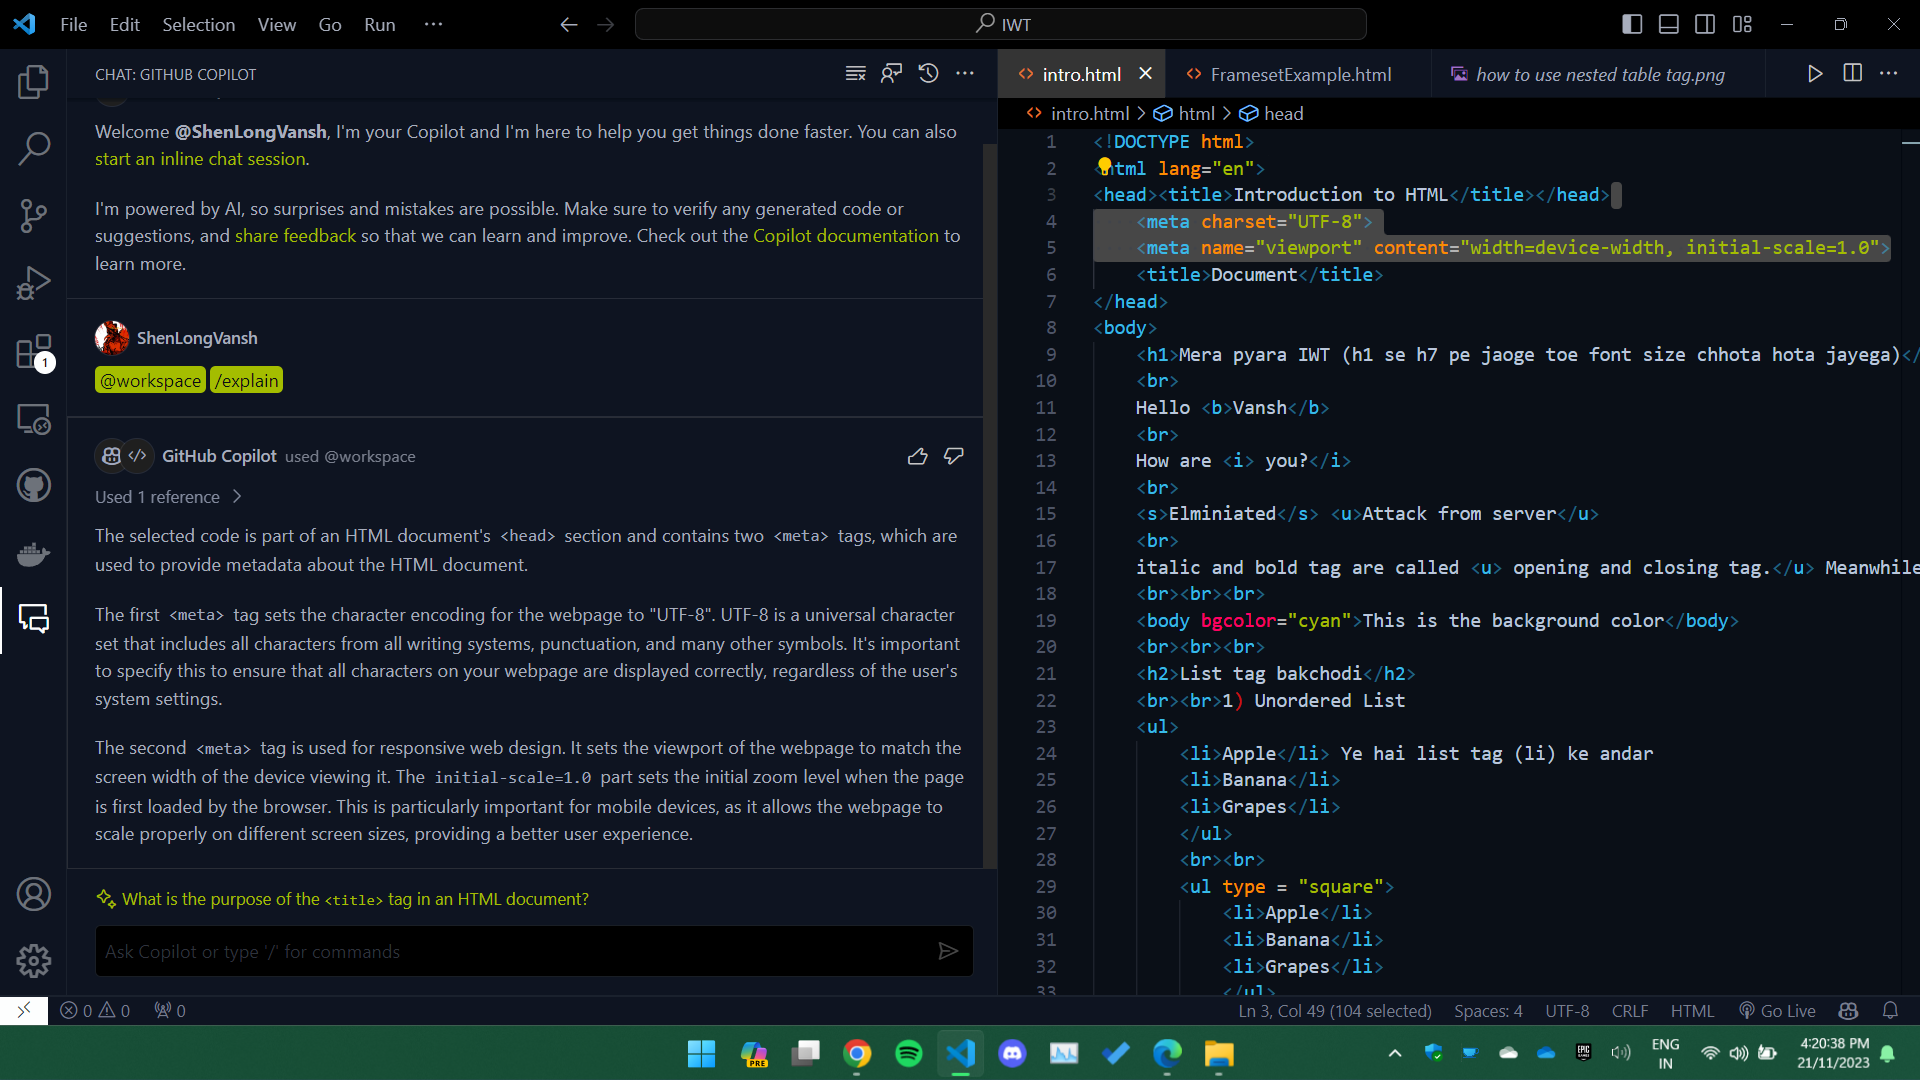 File Edit Selection View Go Run ···
IWT
CHAT: GITHUB COPILOT
Welcome @ShenLongVansh, I'm your Copilot and I'm here to help you get things done faster. You can also
start an inline chat session.
I'm powered by AI, so surprises and mistakes are possible. Make sure to verify any generated code or
suggestions, and share feedback so that we can learn and improve. Check out the Copilot documentation to
learn more.
ShenLongVansh
@workspace /explain
GitHub Copilot used @workspace
Used 1 reference
The selected code is part of an HTML document's <head> section and contains two <meta> tags, which are
used to provide metadata about the HTML document.
The first <meta> tag sets the character encoding for the webpage to "UTF-8". UTF-8 is a universal character
set that includes all characters from all writing systems, punctuation, and many other symbols. It's important
to specify this to ensure that all characters on your webpage are displayed correctly, regardless of the user's
system settings.
The second <meta> tag is used for responsive web design. It sets the viewport of the webpage to match the
screen width of the device viewing it. The initial-scale=1.0 part sets the initial zoom level when the page
is first loaded by the browser. This is particularly important for mobile devices, as it allows the webpage to
scale properly on different screen sizes, providing a better user experience.
What is the purpose of the <title> tag in an HTML document?
Ask Copilot or type '/' for commands
1
intro.html FramesetExample.html how to use nested table tag.png
intro.html > html > head
1 <!DOCTYPE html>
2 <html lang="en">
3 <head><title>Introduction to HTML</title></head>
4 <meta charset="UTF-8">
5 <meta name="viewport" content="width=device-width, initial-scale=1.0">
6 <title>Document</title>
7 </head>
8 <body>
9 <h1>Mera pyara IWT (h1 se h7 pe jaoge toe font size chhota hota jayega)</
10 <br>
11 Hello <b>Vansh</b>
12 <br>
13 How are <i> you?</i>
14 <br>
15 <s>Elminiated</s> <u>Attack from server</u>
16 <br>
17 italic and bold tag are called <u> opening and closing tag.</u> Meanwhile
18 <br><br><br>
19 <body bgcolor="cyan">This is the background color</body>
20 <br><br><br>
21 <h2>List tag bakchodi</h2>
22 <br><br>1) Unordered List
23 <ul>
24 <li>Apple</li> Ye hai list tag (li) ke andar
25 <li>Banana</li>
26 <li>Grapes</li>
27 </ul>
28 <br><br>
29 <ul type = "square">
30 <li>Apple</li>
31 <li>Banana</li>
32 <li>Grapes</li>
33 </ul>
0 0 0
Ln 3, Col 49 (104 selected) Spaces: 4 UTF-8 CRLF HTML Go Live
PRE
EPIC GAMES
ENG
IN
4:20:38 PM
21/11/2023